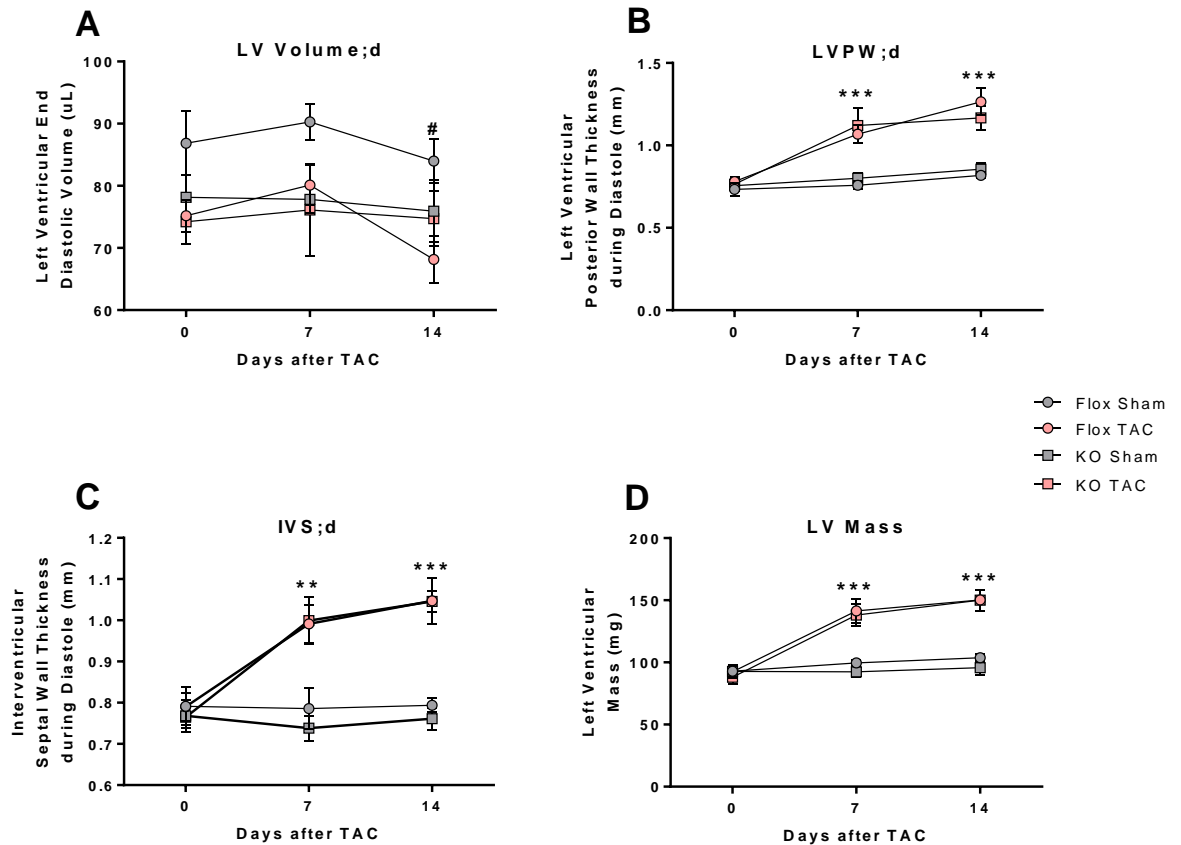 A
LV Volume;d
Left Ventricular End
Diastolic Volume (uL)
100
90
80
70
60
#
0 7 14
Days after TAC
B
LVPW;d
Left Ventricular
Posterior Wall Thickness
during Diastole (mm)
1.5
1.0
0.5
0.0
***
***
0 7 14
Days after TAC
Flox Sham
Flox TAC
KO Sham
KO TAC
C
IVS;d
Interventricular
Septal Wall Thickness
during Diastole (mm)
1.2
1.1
1.0
0.9
0.8
0.7
0.6
**
***
0 7 14
Days after TAC
D
LV Mass
Left Ventricular
Mass (mg)
200
150
100
50
0
***
***
0 7 14
Days after TAC